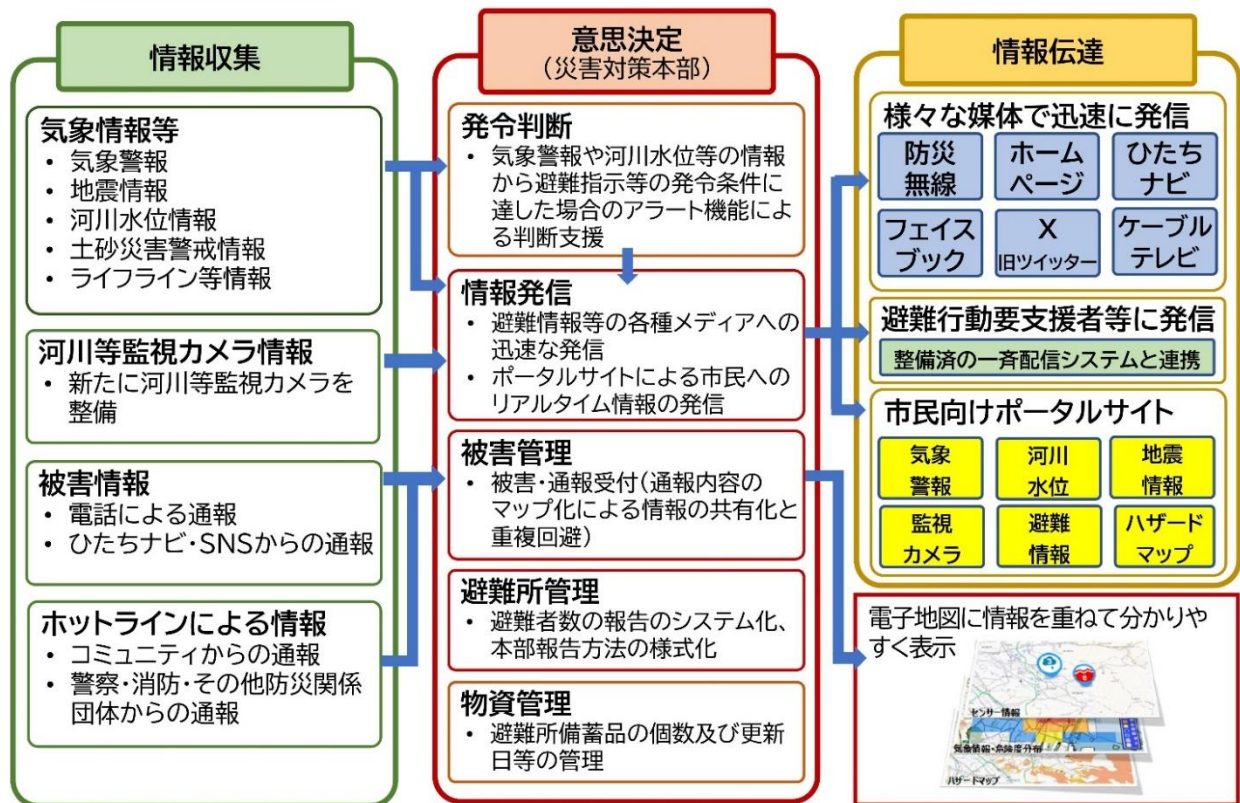 情報収集
気象情報等
• 気象警報
• 地震情報
• 河川水位情報
• 土砂災害警戒情報
• ライフライン等情報
河川等監視カメラ情報
• 新たに河川等監視カメラを
整備
被害情報
• 電話による通報
• ひたちナビ・SNSからの通報
ホットラインによる情報
• コミュニティからの通報
• 警察・消防・その他防災関係
団体からの通報
意思決定
（災害対策本部）
発令判断
• 気象警報や河川水位等の情報
から避難指示等の発令条件に
達した場合のアラート機能によ
る判断支援
情報発信
• 避難情報等の各種メディアへの
迅速な発信
• ポータルサイトによる市民への
リアルタイム情報の発信
被害管理
• 被害・通報受付（通報内容の
マップ化による情報の共有化と
重複回避）
避難所管理
• 避難者数の報告のシステム化、
本部報告方法の様式化
物資管理
• 避難所備蓄品の個数及び更新
日等の管理
情報伝達
様々な媒体で迅速に発信
防災
無線
ホーム
ページ
ひたち
ナビ
フェイス
ブック
X
旧ツイッター
ケーブル
テレビ
避難行動要支援者等に発信
整備済の一斉配信システムと連携
市民向けポータルサイト
気象
警報
河川
水位
地震
情報
監視
カメラ
避難
情報
ハザード
マップ
電子地図に情報を重ねて分かりや
すく表示
センサー情報
気象情報・危険度分布
ハザードマップ